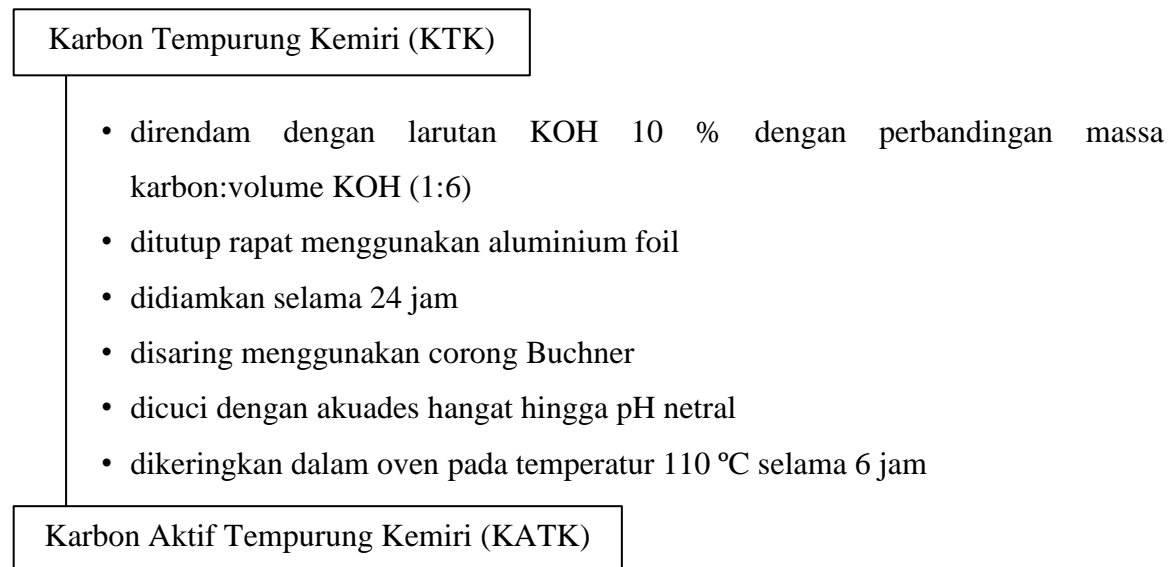 Karbon Tempurung Kemiri (KTK)
• direndam dengan larutan KOH 10 % dengan perbandingan massa
karbon:volume KOH (1:6)
• ditutup rapat menggunakan aluminium foil
• didiamkan selama 24 jam
• disaring menggunakan corong Buchner
• dicuci dengan akuades hangat hingga pH netral
• dikeringkan dalam oven pada temperatur 110 ºC selama 6 jam
Karbon Aktif Tempurung Kemiri (KATK)